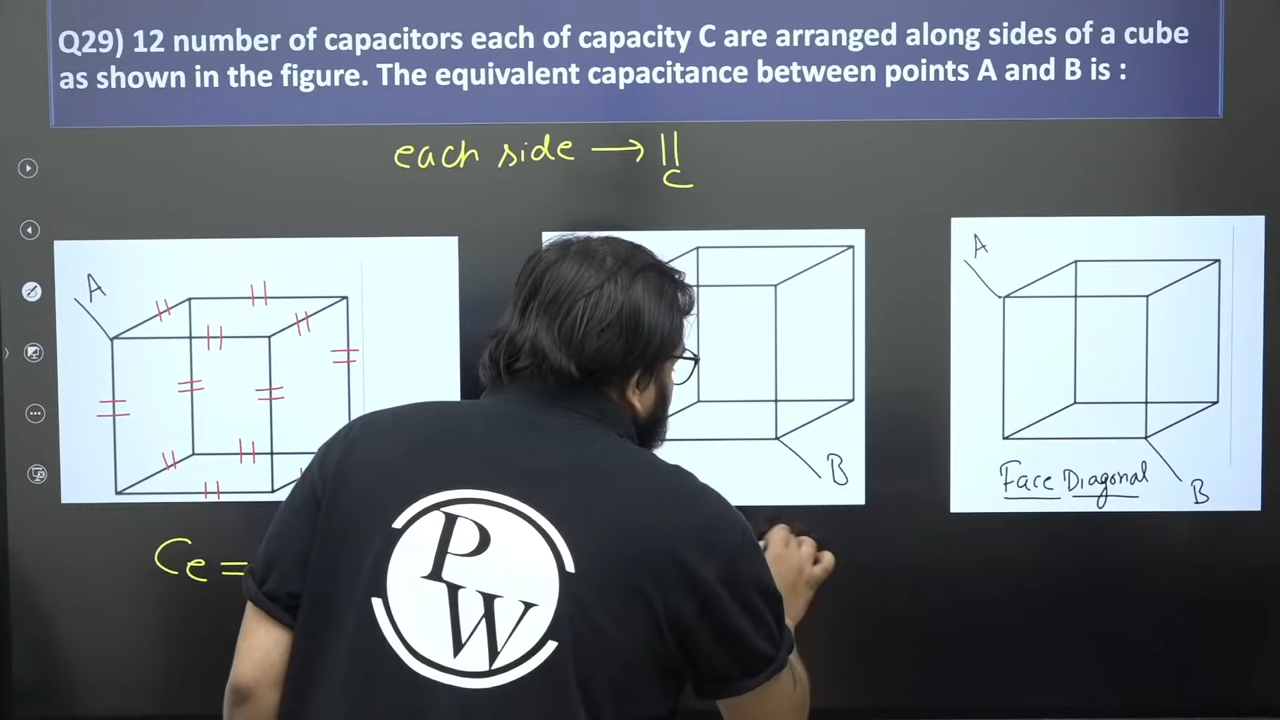 Q29) 12 number of capacitors each of capacity C are arranged along sides of a cube
as shown in the figure. The equivalent capacitance between points A and B is :
each side → ||
C
A
A
B
Face Diagonal
B
Ce =
P
W